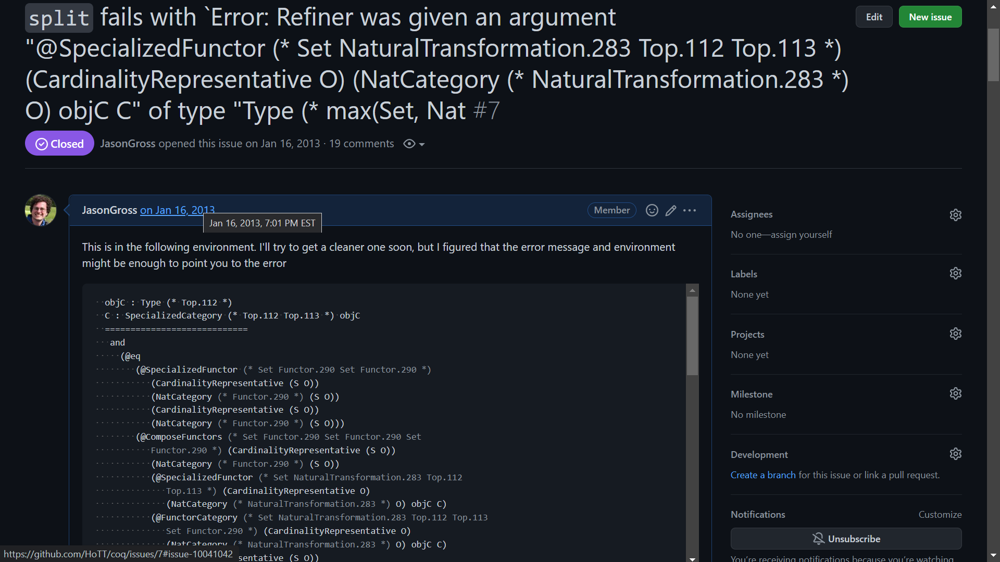 split fails with `Error: Refiner was given an argument
"@SpecializedFunctor (* Set NaturalTransformation.283 Top.112 Top.113 *)
(CardinalityRepresentative O) (NatCategory (* NaturalTransformation.283 *)
O) objC C" of type "Type (* max(Set, Nat #7
Edit
New issue
Closed JasonGross opened this issue on Jan 16, 2013 · 19 comments
JasonGross on Jan 16, 2013
Member
Jan 16, 2013, 7:01 PM EST
This is in the following environment. I'll try to get a cleaner one soon, but I figured that the error message and environment
might be enough to point you to the error
objC : Type (* Top.112 *)
C : SpecializedCategory (* Top.112 Top.113 *) objC
============================
and
(@eq
(@SpecializedFunctor (* Set Functor.290 Set Functor.290 *)
(CardinalityRepresentative (S O))
(NatCategory (* Functor.290 *) (S O))
(CardinalityRepresentative (S O))
(NatCategory (* Functor.290 *) (S O)))
(@ComposeFunctors (* Set Functor.290 Set Functor.290 Set
Functor.290 *) (CardinalityRepresentative (S O))
(NatCategory (* Functor.290 *) (S O))
(@SpecializedFunctor (* Set NaturalTransformation.283 Top.112
Top.113 *) (CardinalityRepresentative O)
(NatCategory (* NaturalTransformation.283 *) O) objC C)
(@FunctorCategory (* Set NaturalTransformation.283 Top.112 Top.113
Set Functor.290 *) (CardinalityRepresentative O)
(NatCategory (* NaturalTransformation.283 *) O) objC C)
sentative (S O))
https://github.com/HoTT/coq/issues/7#issue-10041042
Assignees
No one—assign yourself
Labels
None yet
Projects
None yet
Milestone
No milestone
Development
Create a branch for this issue or link a pull request.
Notifications
Customize
Unsubscribe
You're receiving notifications because you're watching